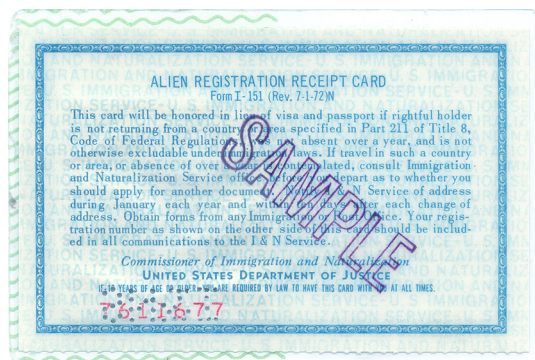 ALIEN REGISTRATION RECEIPT CARD
Form I-151 (Rev. 7-1-72)N
This card will be honored in lieu of visa and passport if rightful holder
is not returning from a country or area specified in Part 211 of Title 8,
Code of Federal Regulations, was not absent over a year, and is not
otherwise excludable under immigration laws. If travel in such a country
or area, or absence of over a year is contemplated, consult Immigration
and Naturalization Service office before you depart as to whether you
should apply for another document. Notify I & N Service of address
during January each year and within ten days after each change of
address. Obtain forms from any Immigration or Post Office. Your regis-
tration number as shown on the other side of this card should be includ-
ed in all communications to the I & N Service.
Commissioner of Immigration and Naturalization
UNITED STATES DEPARTMENT OF JUSTICE
IF 18 YEARS OF AGE OR OLDER, YOU ARE REQUIRED BY LAW TO HAVE THIS CARD WITH YOU AT ALL TIMES.
SAMPLE